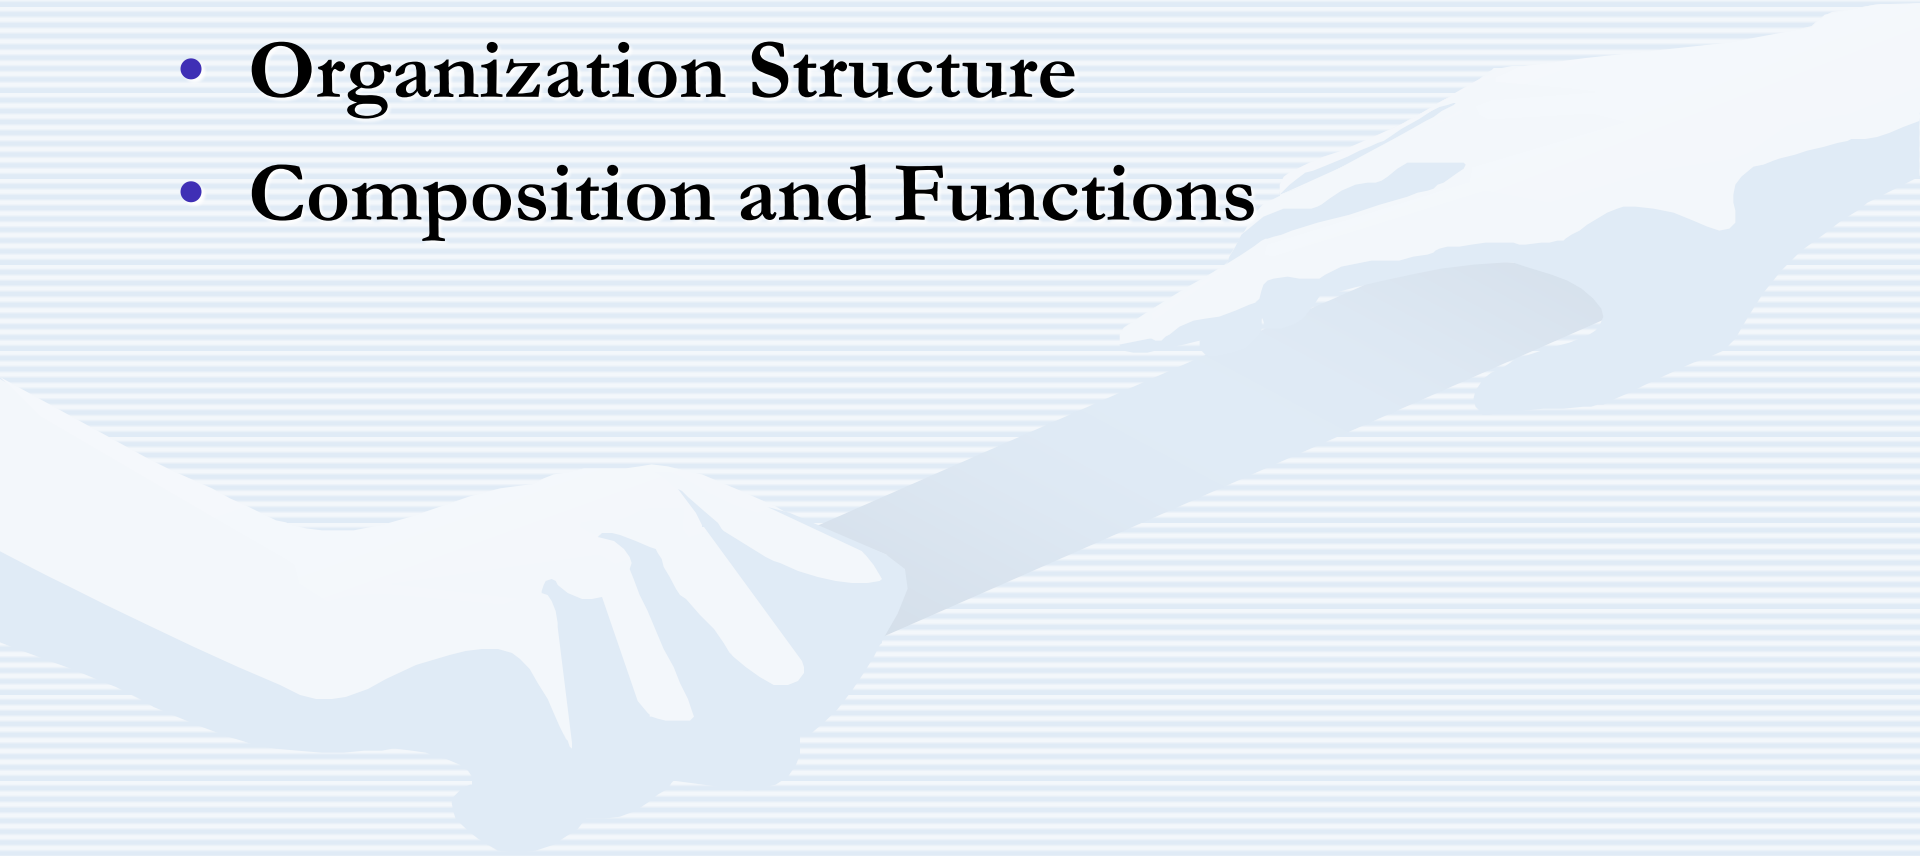 • Organization Structure
• Composition and Functions